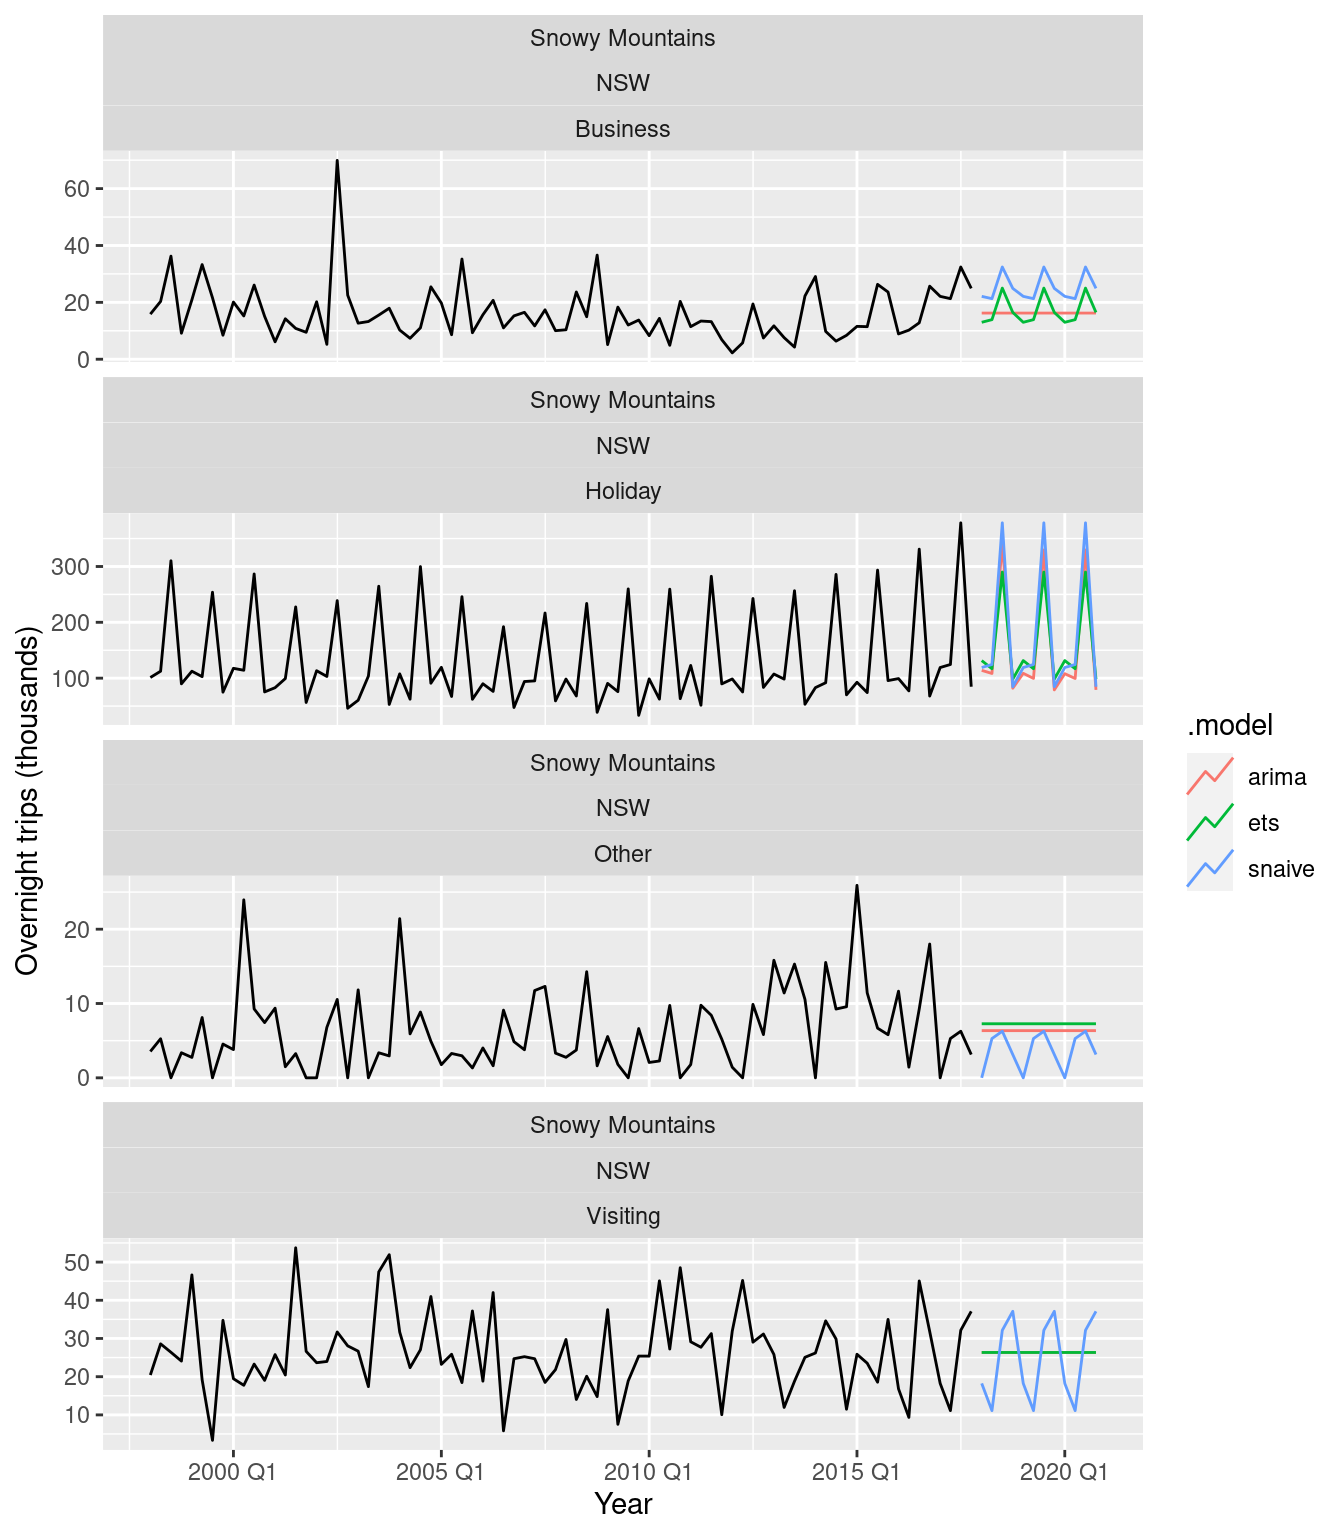 Snowy Mountains
NSW
Business
60
40
20
0
Snowy Mountains
NSW
Holiday
300
200
100
Snowy Mountains
NSW
Other
20
10
0
Snowy Mountains
NSW
Visiting
50
40
30
20
10
2000 Q1
2005 Q1
2010 Q1
2015 Q1
2020 Q1
Year
Overnight trips (thousands)
.model
arima
ets
snaive